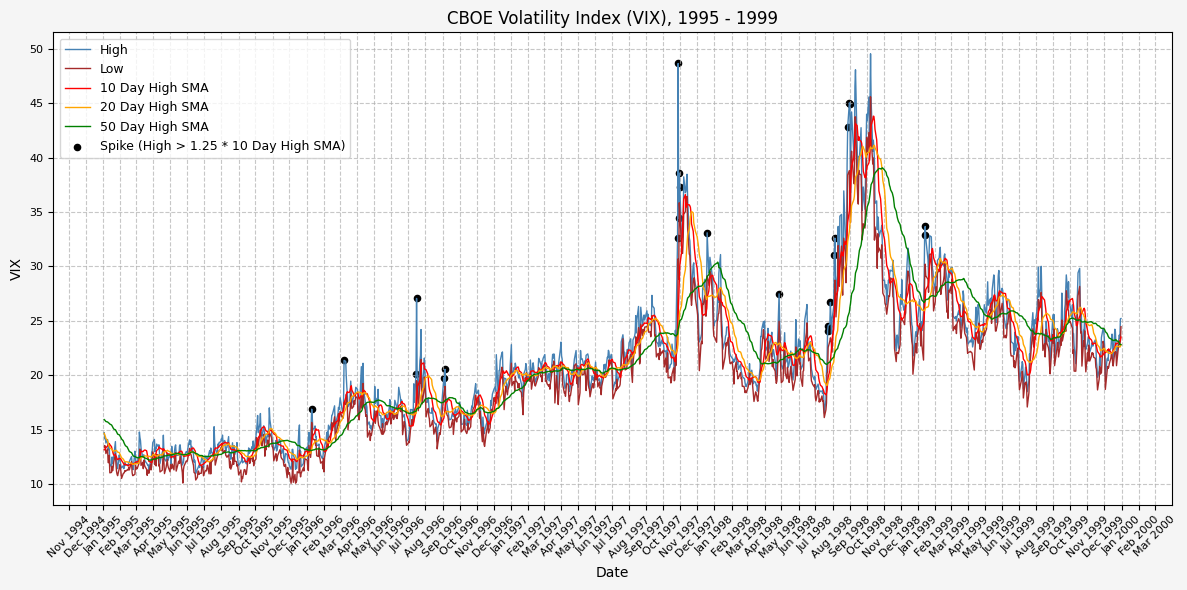 CBOE Volatility Index (VIX), 1995 - 1999
High
Low
10 Day High SMA
20 Day High SMA
50 Day High SMA
Spike (High > 1.25 * 10 Day High SMA)
VIX
50
45
40
35
30
25
20
15
10
Nov 1994
Dec 1994
Jan 1995
Feb 1995
Mar 1995
Apr 1995
May 1995
Jun 1995
Jul 1995
Aug 1995
Sep 1995
Oct 1995
Nov 1995
Dec 1995
Jan 1996
Feb 1996
Mar 1996
Apr 1996
May 1996
Jun 1996
Jul 1996
Aug 1996
Sep 1996
Oct 1996
Nov 1996
Dec 1996
Jan 1997
Feb 1997
Mar 1997
Apr 1997
May 1997
Jun 1997
Jul 1997
Aug 1997
Sep 1997
Oct 1997
Nov 1997
Dec 1997
Jan 1998
Feb 1998
Mar 1998
Apr 1998
May 1998
Jun 1998
Jul 1998
Aug 1998
Sep 1998
Oct 1998
Nov 1998
Dec 1998
Jan 1999
Feb 1999
Mar 1999
Apr 1999
May 1999
Jun 1999
Jul 1999
Aug 1999
Sep 1999
Oct 1999
Nov 1999
Dec 1999
Jan 2000
Feb 2000
Mar 2000
Date